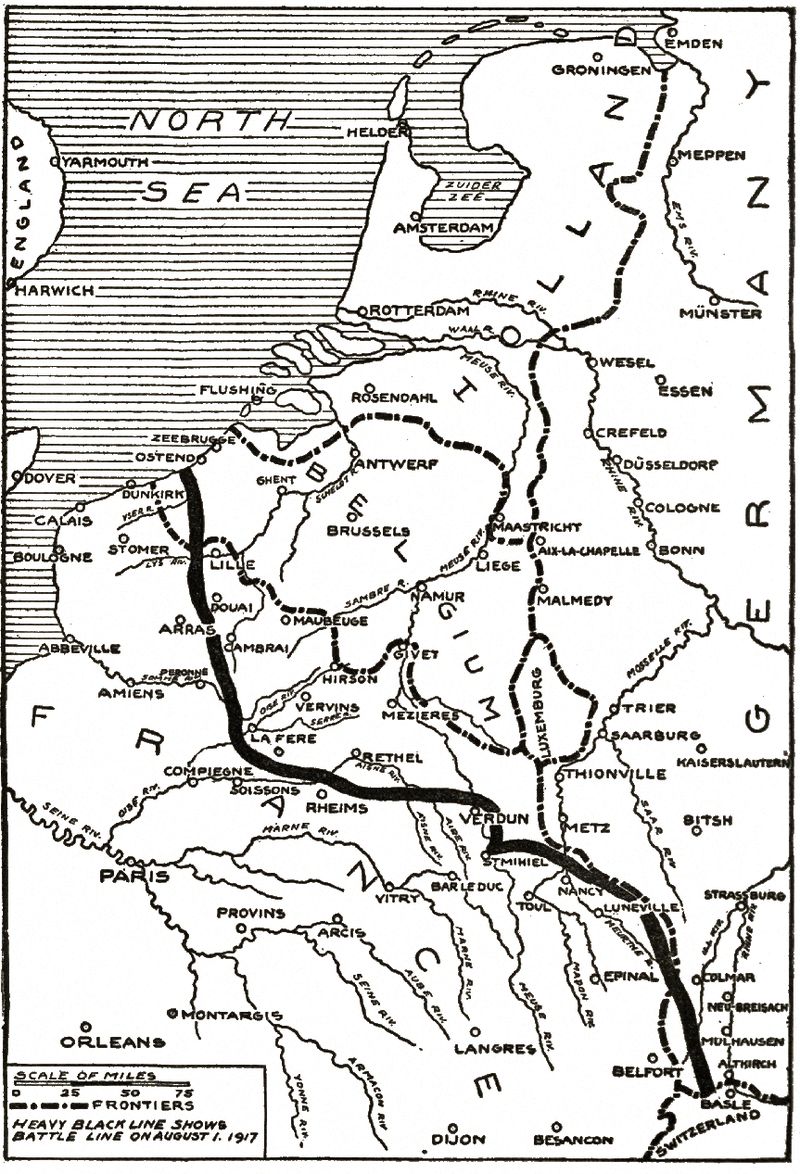 EMDEN
GRONINGEN
NORTH
SEA
HELDER
YARMOUTH
ENGLAND
MEPPEN
ZUIDER
ZEE
AMSTERDAM
EMS RIV.
HARWICH
HOLLAND
GERMANY
RHINE RIV.
ROTTERDAM
MÜNSTER
WAAL R.
MEUSE RIV.
WESEL
ESSEN
FLUSHING
ROSENDAHL
ZEEBRUGGE
CREFELD
OSTEND
ANTWERP
DÜSSELDORF
DOVER
DUNKIRK
GHENT
SCHELDT R.
RHINE RIV.
CALAIS
YSER R.
BELGIUM
BRUSSELS
COLOGNE
MAASTRICHT
BOULOGNE
STOMER
LYS RIV.
LILLE
MEUSE RIV.
LIEGE
AIX-LA-CHAPELLE
BONN
SAMBRE R.
NAMUR
MALMEDY
DOUAI
MAUBEUGE
ARRAS
ABBEVILLE
CAMBRAI
GIVET
MOSSELLE RIV.
HIRSON
LUXEMBURG
AMIENS
SOMME RIV.
PERONNE
OISE RIV.
VERVINS
SERRE R.
MEZIERES
TRIER
FRANCE
LA FERE
SAARBURG
KAISERSLAUTERN
RETHEL
AISNE RIV.
COMPIEGNE
SOISSONS
THIONVILLE
RHEIMS
SEINE RIV.
OISE RIV.
VERDUN
METZ
SAAR RIV
BITSH
AISNE RIV.
AIRE RIV.
MARNE RIV.
ST MIHIEL
PARIS
VITRY
BAR LE DUC
NANCY
TOUL
LUNEVILLE
STRASSBURG
PROVINS
ARCIS
MEURTHE R.
ILL RIV.
RHINE RIV.
MARNE RIV.
EPINAL
COLMAR
SEINE RIV.
AUBE RIV.
MEUSE RIV.
MADON RIV.
NEU-BREISACH
MONTARGIS
ORLEANS
LANGRES
MULHAUSEN
BELFORT
ALTKIRCH
YONNE RIV.
ARMACON RIV.
BASLE
SWITZERLAND
DIJON
BESANCON
SCALE OF MILES
0 25 50 75
FRONTIERS
HEAVY BLACK LINE SHOWS
BATTLE LINE ON AUGUST 1. 1917